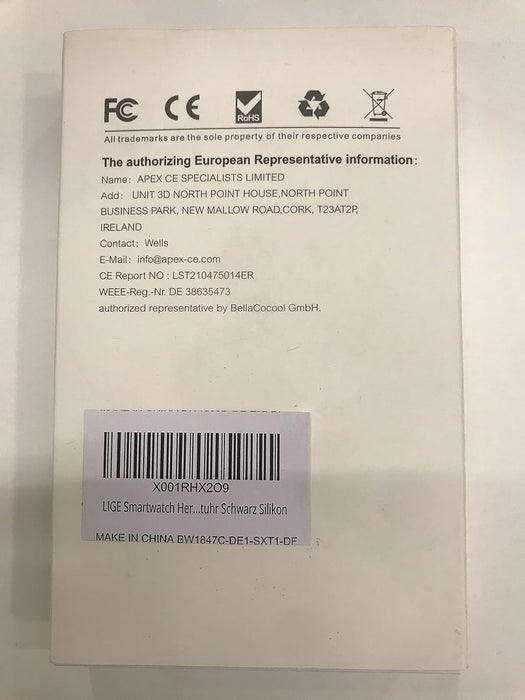 FC CE RoHS
All trademarks are the sole property of their respective companies
The authorizing European Representative information:
Name: APEX CE SPECIALISTS LIMITED
Add: UNIT 3D NORTH POINT HOUSE,NORTH POINT
BUSINESS PARK, NEW MALLOW ROAD,CORK, T23AT2P,
IRELAND
Contact: Wells
E-Mail: info@apex-ce.com
CE Report NO : LST210475014ER
WEEE-Reg.-Nr. DE 38635473
authorized representative by BellaCocool GmbH.
X001RHX2O9
LIGE Smartwatch Her...tuhr Schwarz Silikon
MAKE IN CHINA BW1847C-DE1-SXT1-DE